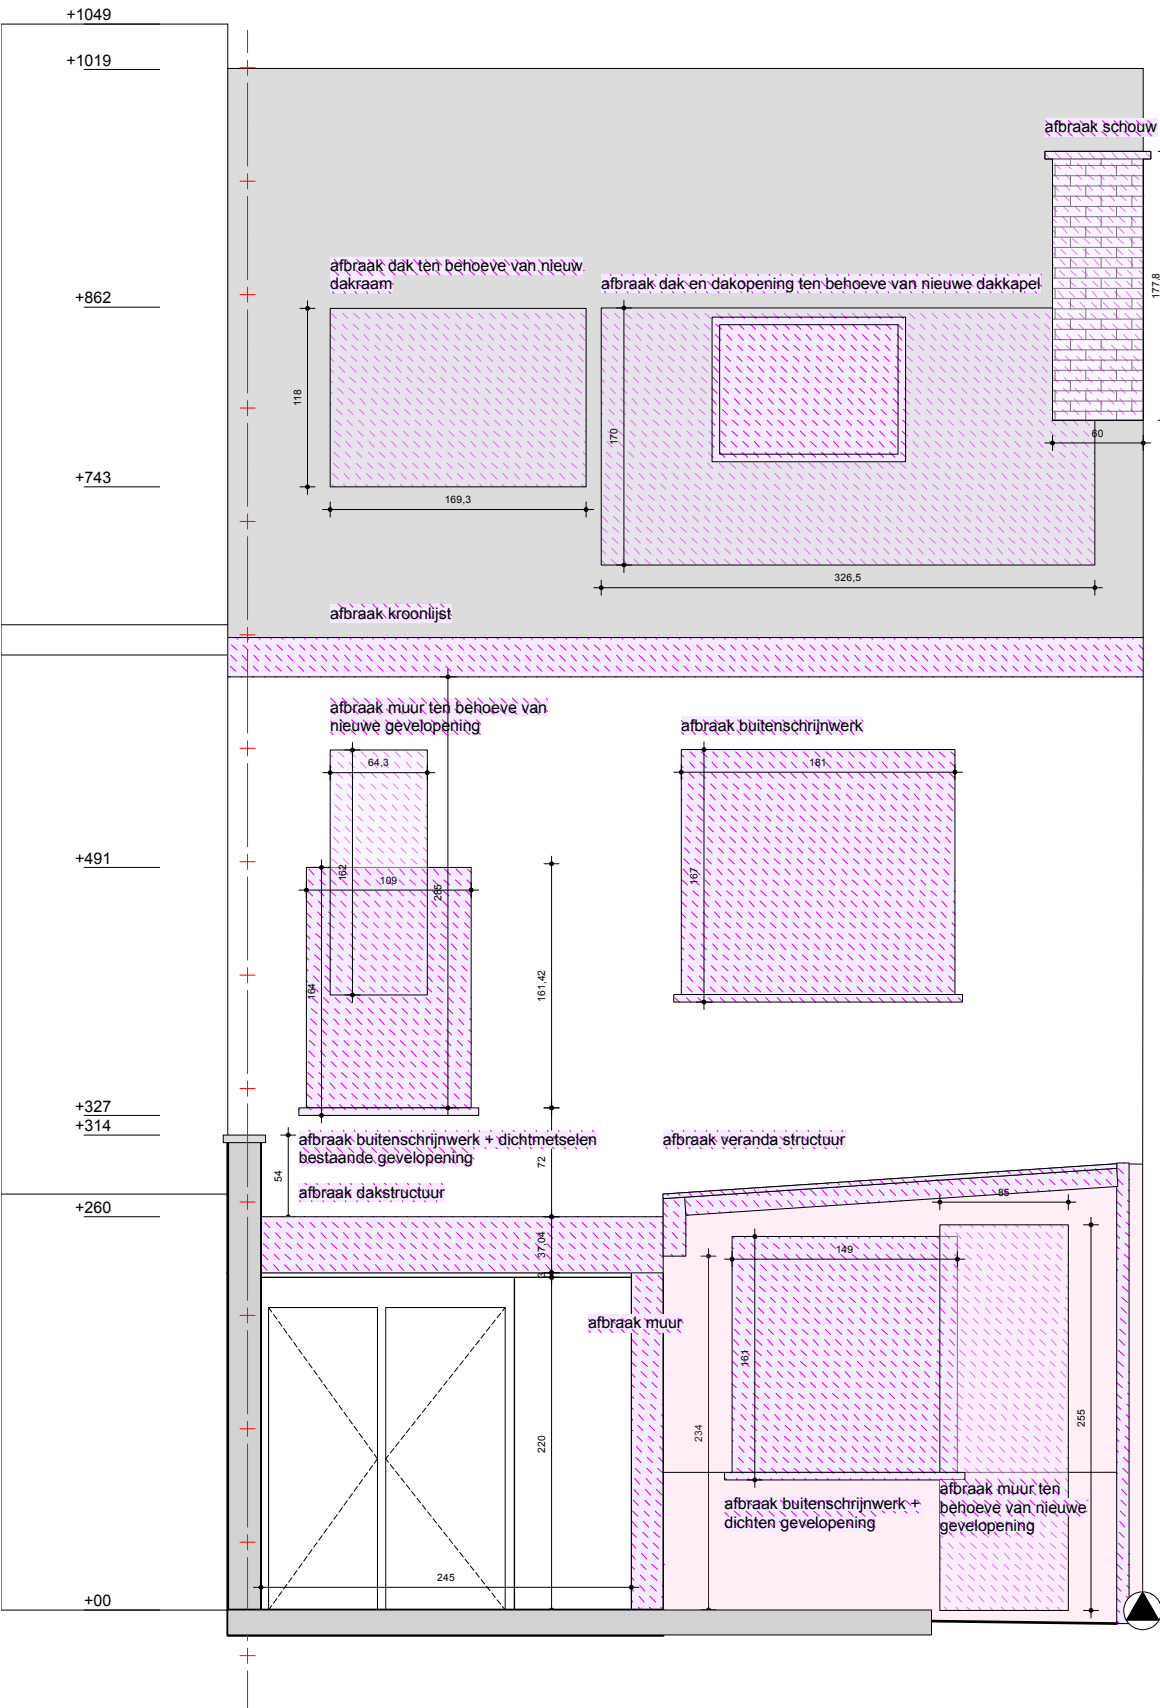 +1049
+1019
afbraak schouw
177,8
afbraak dak ten behoeve van nieuw
dakraam
afbraak dak en dakopening ten behoeve van nieuwe dakkapel
+862
118
170
60
+743
169,3
326,5
afbraak kroonlijst
afbraak muur ten behoeve van
nieuwe gevelopening
afbraak buitenschrijnwerk
64,3
181
+491
162
109
285
167
164
161,42
+327
+314
afbraak buitenschrijnwerk + dichtmetselen
bestaande gevelopening
afbraak veranda structuur
72
54
afbraak dakstructuur
85
+260
37,04
149
3
afbraak muur
161
234
255
220
afbraak buitenschrijnwerk +
dichten gevelopening
afbraak muur ten
behoeve van nieuwe
gevelopening
245
+00